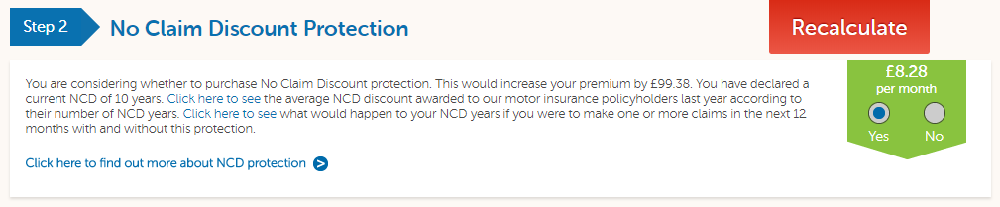 Step 2
No Claim Discount Protection
Recalculate
You are considering whether to purchase No Claim Discount protection. This would increase your premium by £99.38. You have declared a
current NCD of 10 years. Click here to see the average NCD discount awarded to our motor insurance policyholders last year according to
their number of NCD years. Click here to see what would happen to your NCD years if you were to make one or more claims in the next 12
months with and without this protection.
Click here to find out more about NCD protection >
£8.28
per month
Yes No